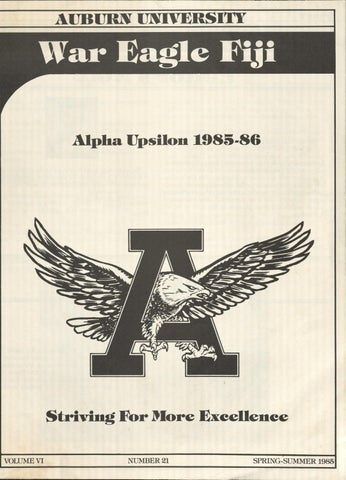 AUBURN UNIVERSITY
War Eagle Fiji
Alpha Upsilon 1985-86
A
Striving For More Excellence
VOLUME VI NUMBER 21 SPRING-SUMMER 1985